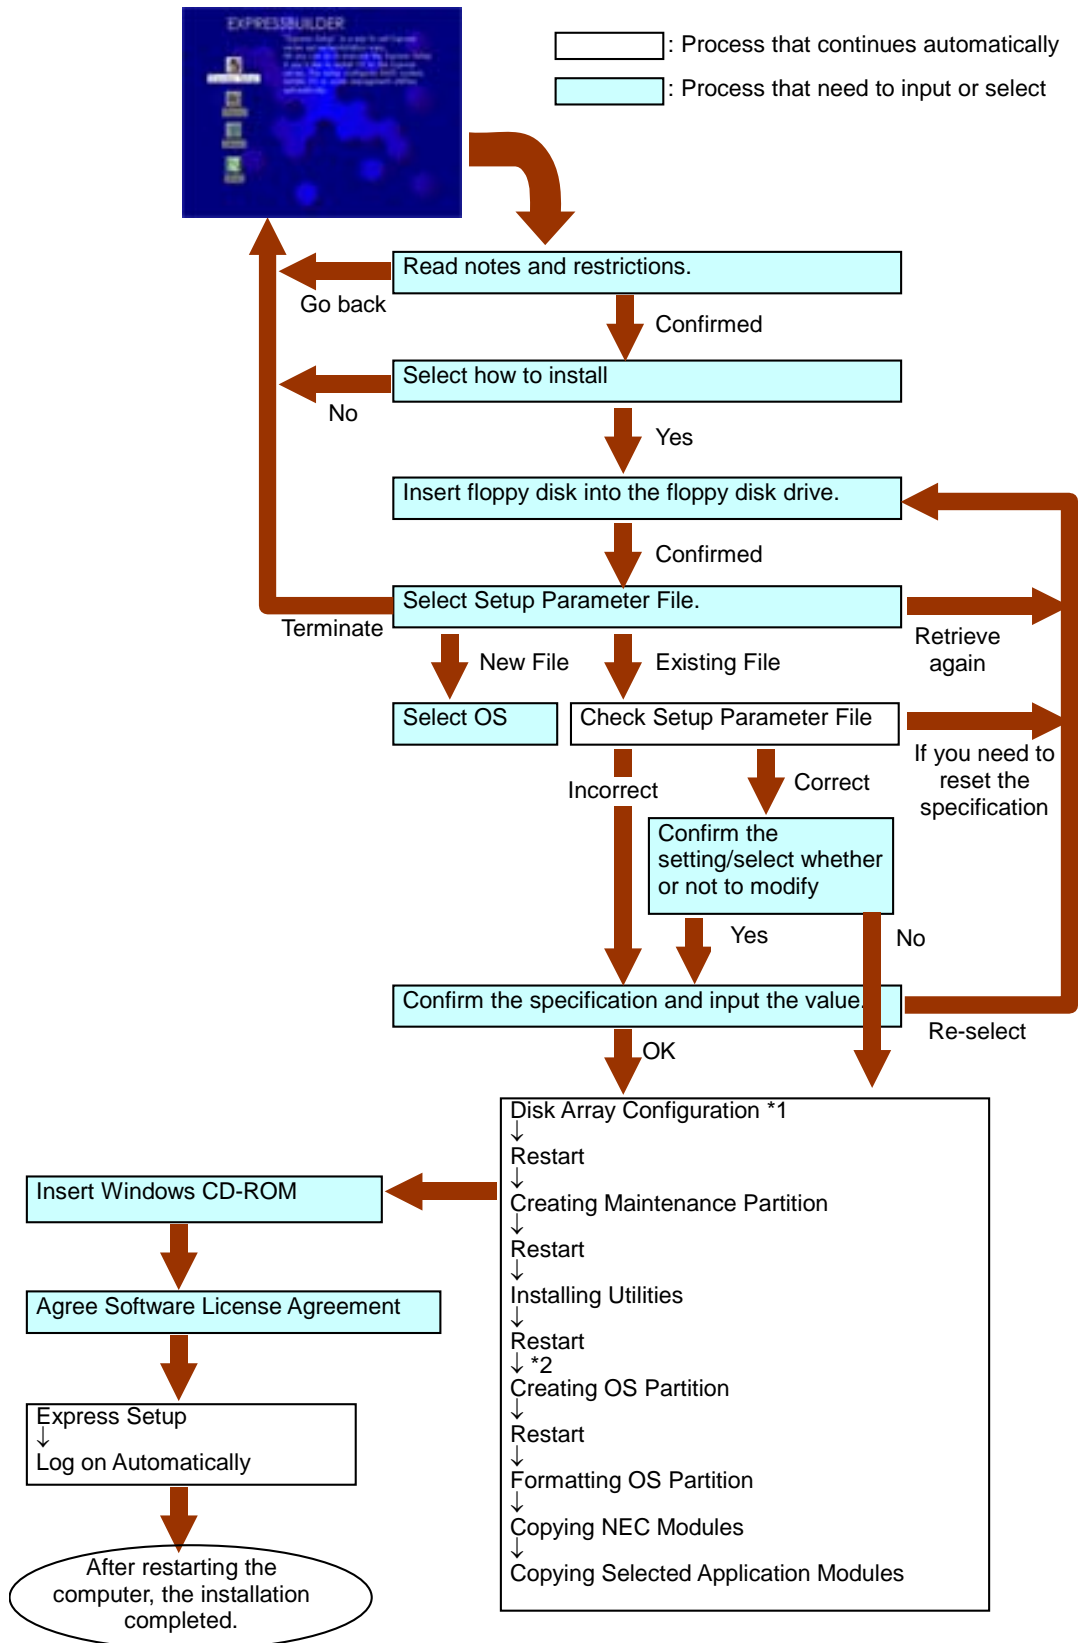 EXPRESSBUILDER
: Process that continues automatically
: Process that need to input or select
Read notes and restrictions.
Go back
Confirmed
Select how to install
No
Yes
Insert floppy disk into the floppy disk drive.
Confirmed
Select Setup Parameter File.
Terminate
Retrieve
again
New File
Existing File
Select OS
Check Setup Parameter File
If you need to
reset the
specification
Incorrect
Correct
Confirm the
setting/select whether
or not to modify
Yes
No
Confirm the specification and input the value.
Re-select
OK
Disk Array Configuration *1
↓
Restart
↓
Creating Maintenance Partition
↓
Restart
↓
Installing Utilities
↓
Restart
↓ *2
Creating OS Partition
↓
Restart
↓
Formatting OS Partition
↓
Copying NEC Modules
↓
Copying Selected Application Modules
Insert Windows CD-ROM
Agree Software License Agreement
Express Setup
↓
Log on Automatically
After restarting the
computer, the installation
completed.